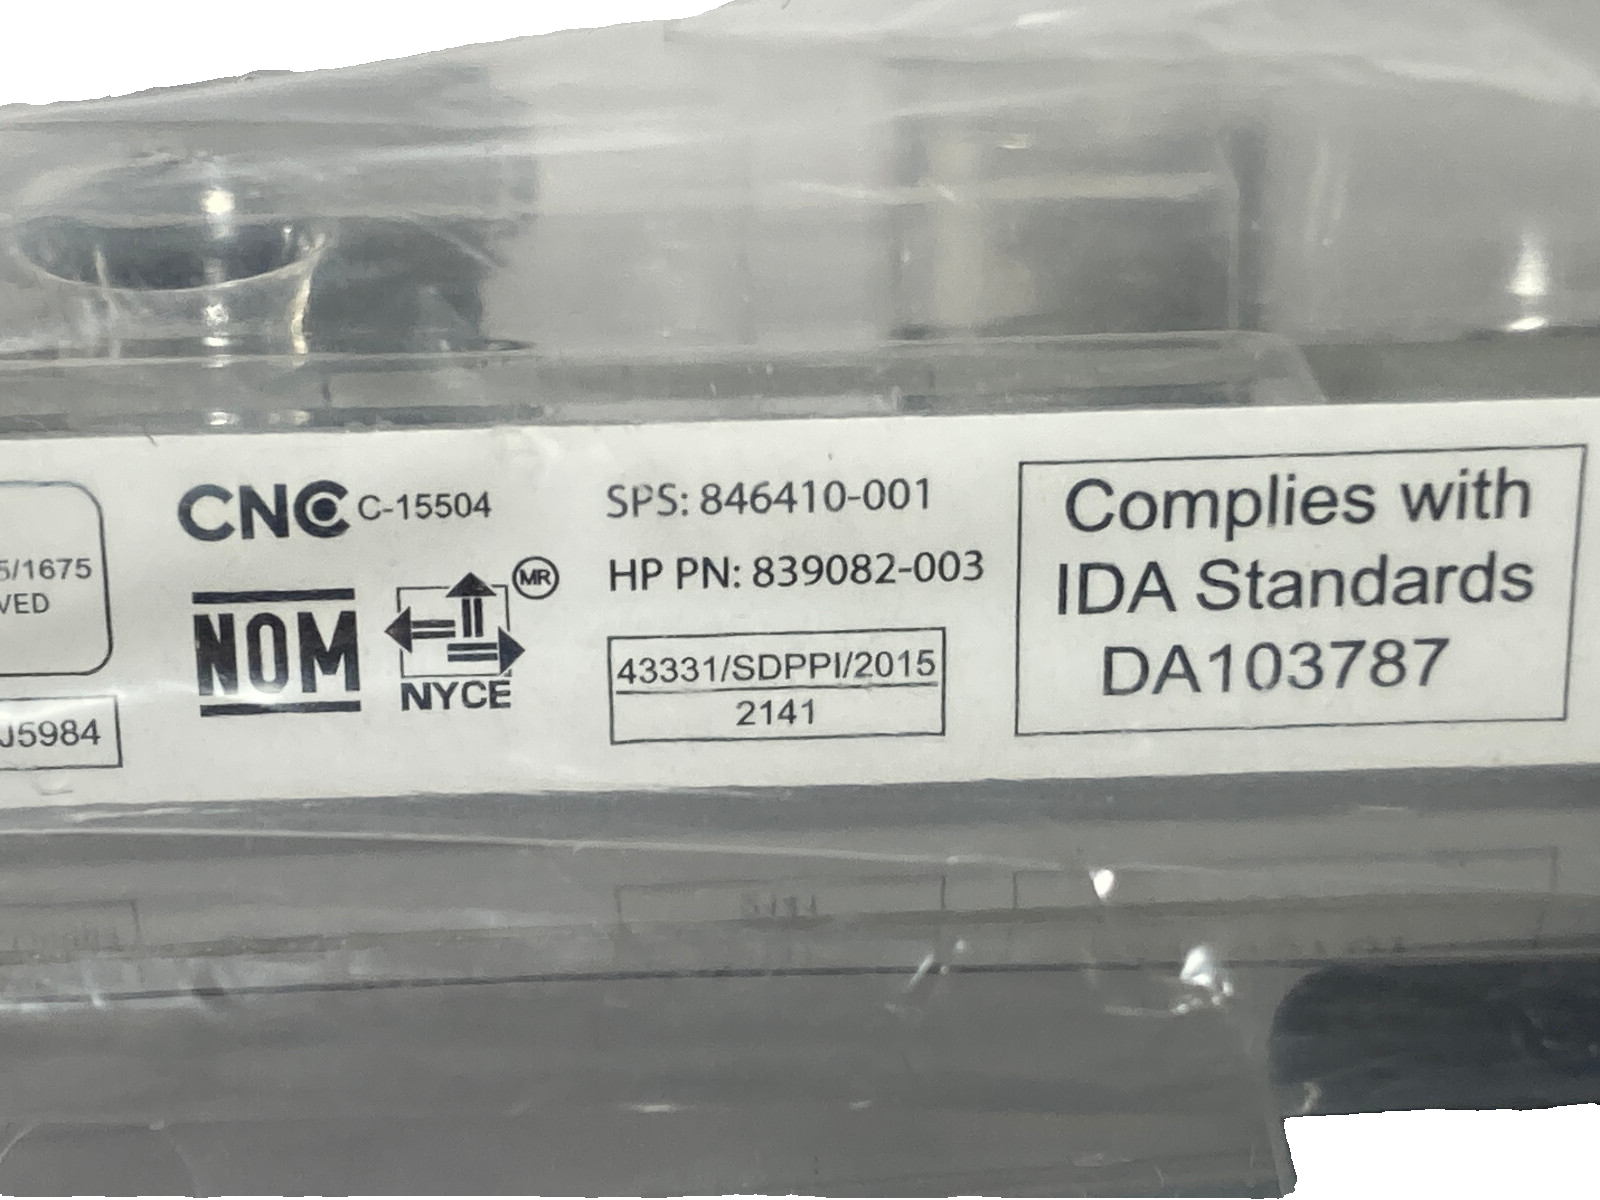 5/1675
VED
J5984
CNC C-15504
NOM
MR
NYCE
SPS: 846410-001
HP PN: 839082-003
43331/SDPPI/2015
2141
Complies with
IDA Standards
DA103787